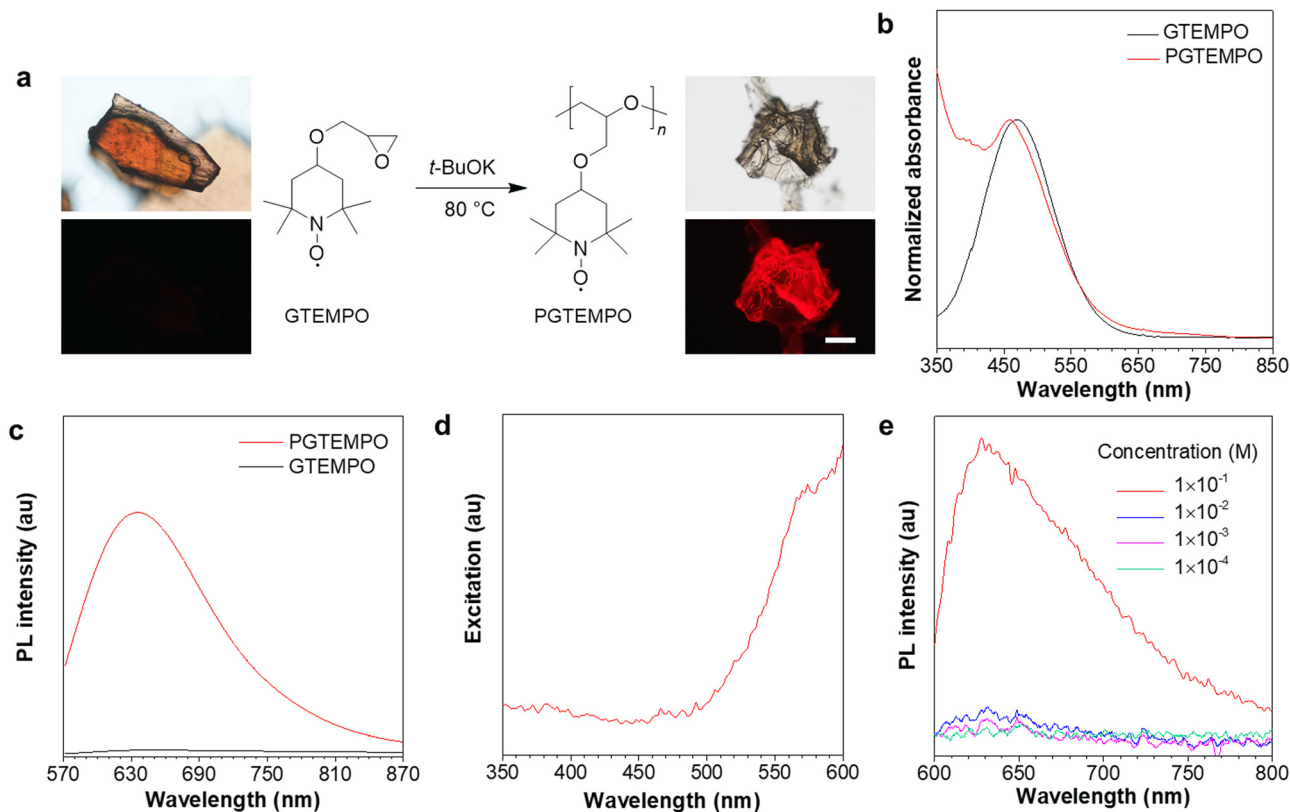 a
O
O
N
O·
GTEMPO
t-BuOK
80 °C
O
n
O
N
O·
PGTEMPO
b
GTEMPO
PGTEMPO
Normalized absorbance
350 450 550 650 750 850
Wavelength (nm)
c
PGTEMPO
GTEMPO
PL intensity (au)
570 630 690 750 810 870
Wavelength (nm)
d
Excitation (au)
350 400 450 500 550 600
Wavelength (nm)
e
Concentration (M)
1×10⁻¹
1×10⁻²
1×10⁻³
1×10⁻⁴
PL intensity (au)
600 650 700 750 800
Wavelength (nm)